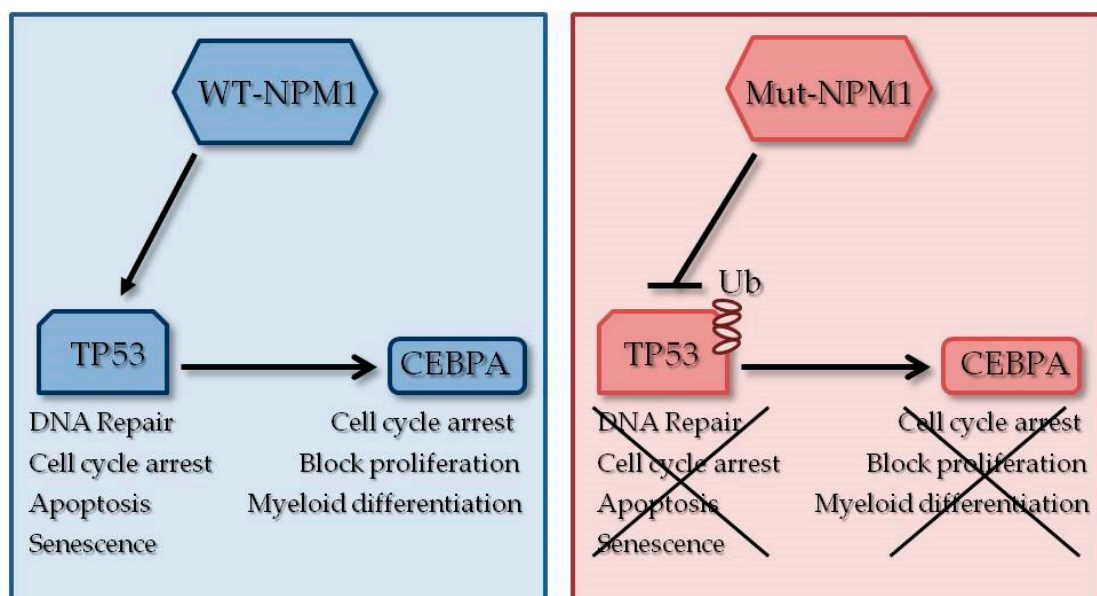 WT-NPM1
TP53
CEBPA
DNA Repair
Cell cycle arrest
Apoptosis
Senescence
Cell cycle arrest
Block proliferation
Myeloid differentiation
Mut-NPM1
Ub
TP53
CEBPA
DNA Repair
Cell cycle arrest
Apoptosis
Senescence
Cell cycle arrest
Block proliferation
Myeloid differentiation